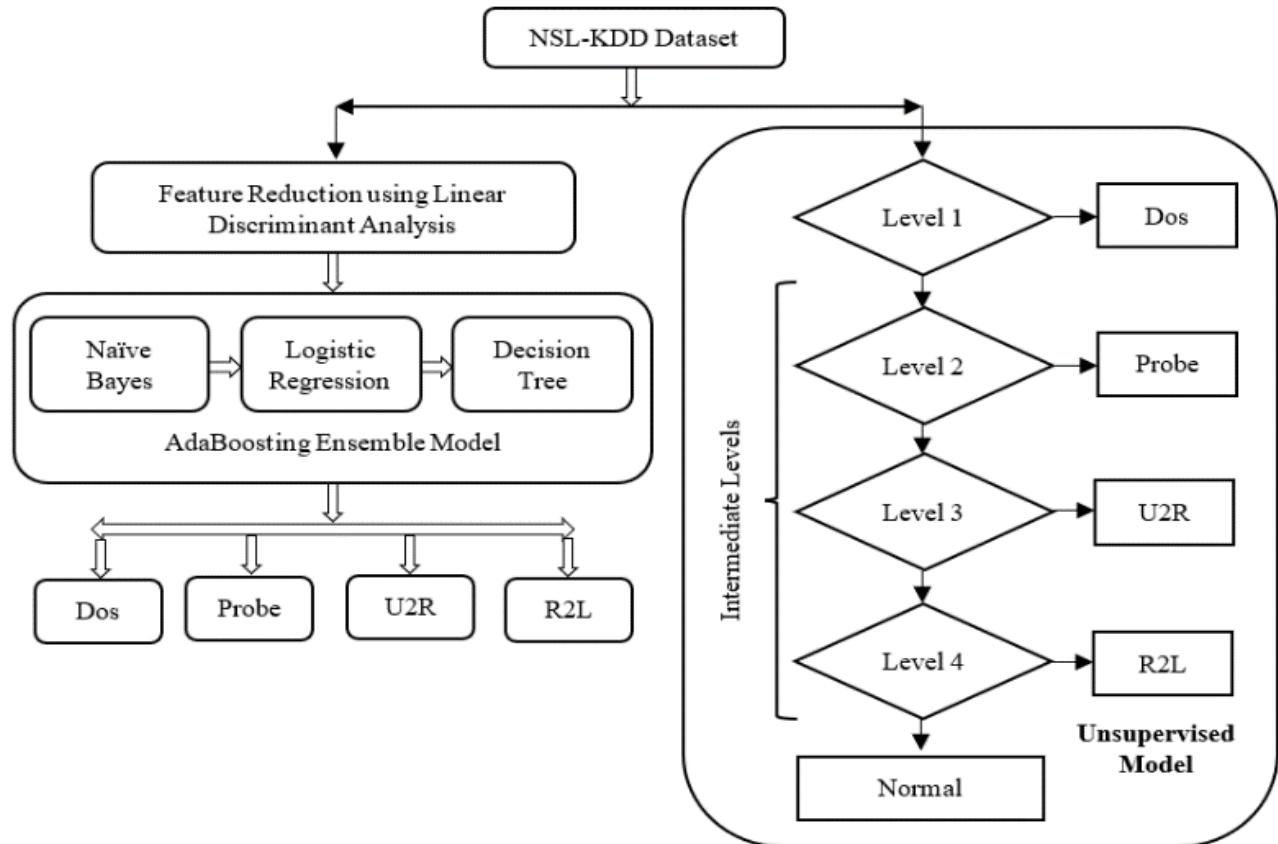 NSL-KDD Dataset
Feature Reduction using Linear
Discriminant Analysis
Naïve
Bayes
Logistic
Regression
Decision
Tree
AdaBoosting Ensemble Model
Dos
Probe
U2R
R2L
Level 1
Dos
Level 2
Probe
Intermediate Levels
Level 3
U2R
Level 4
R2L
Normal
Unsupervised
Model